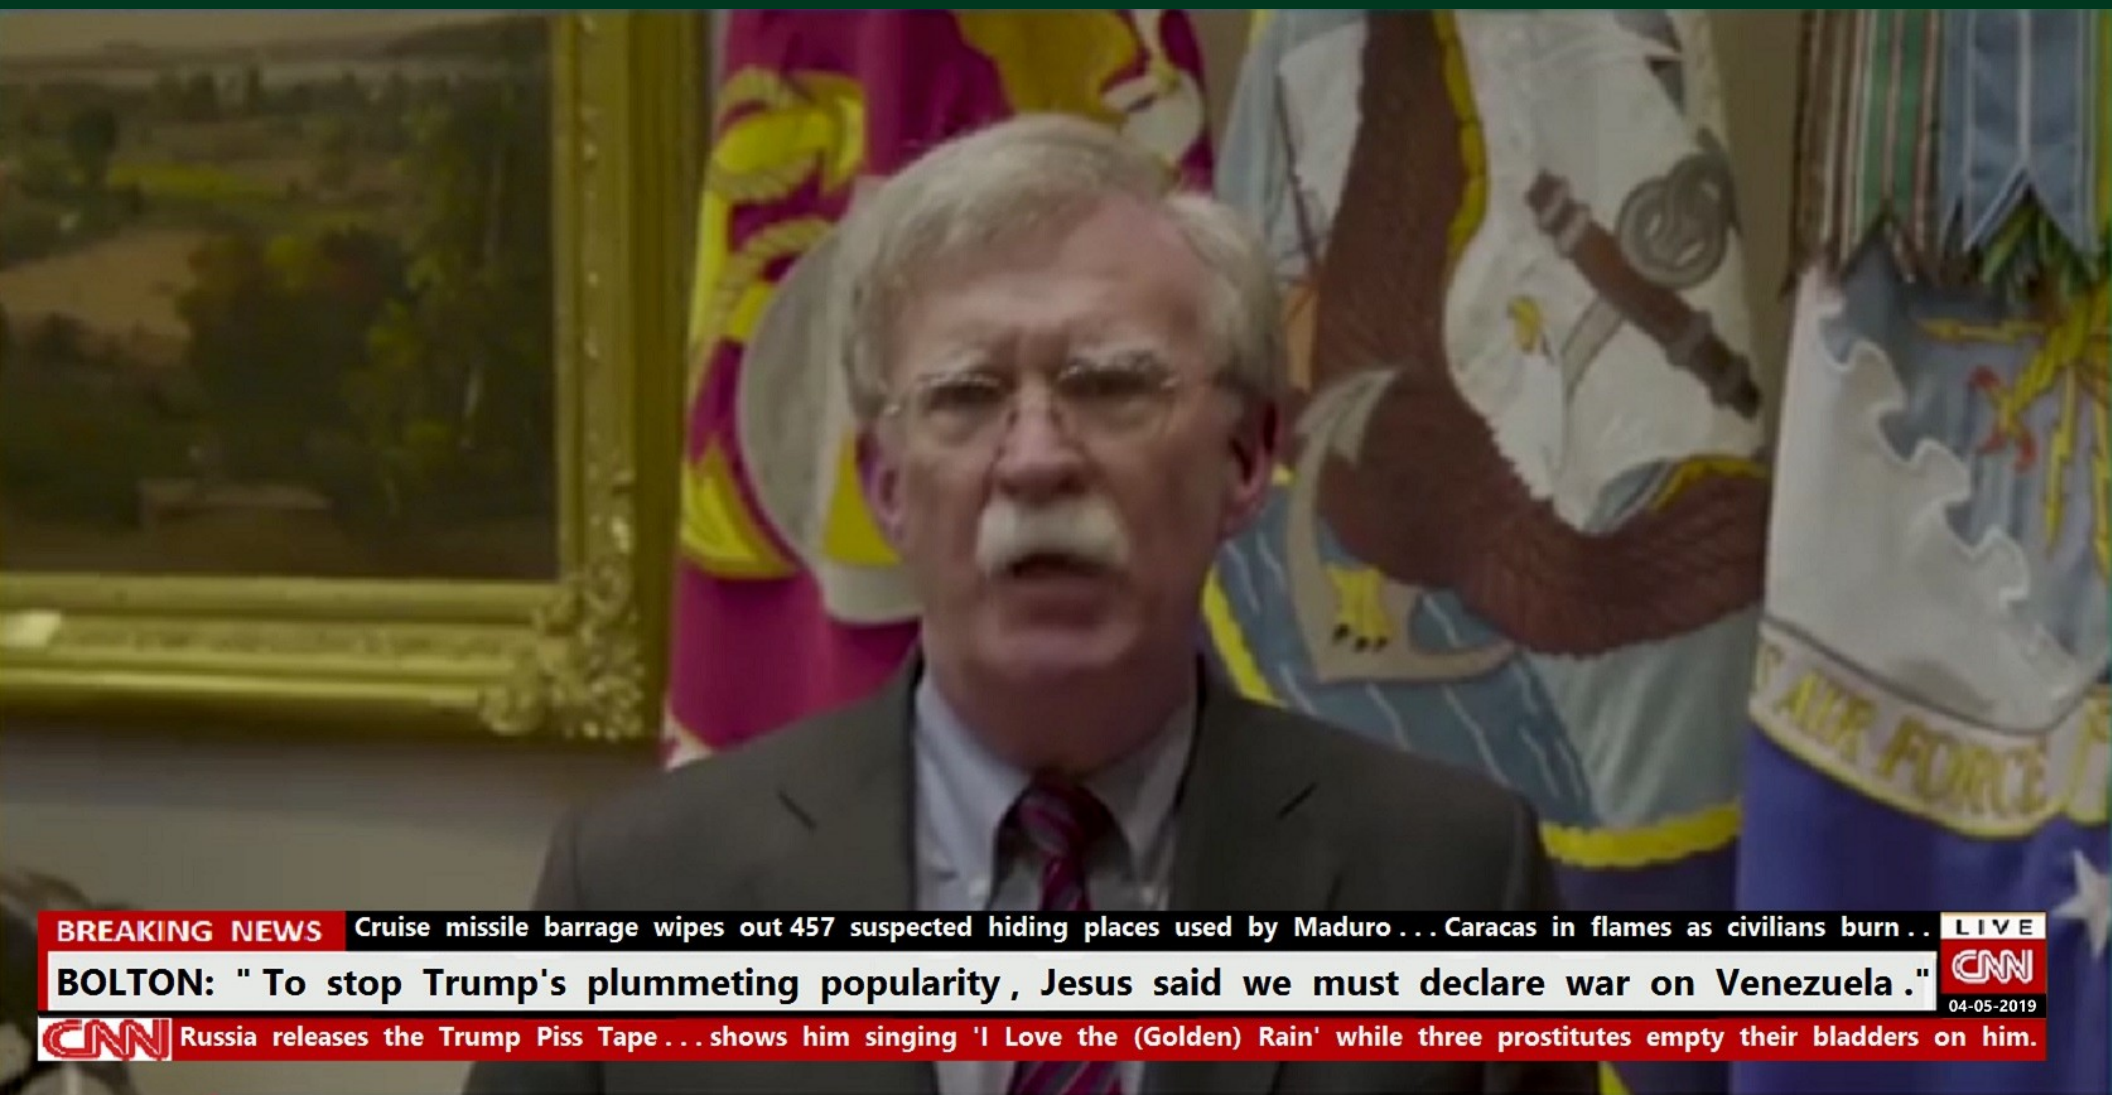 S AIR FORCE
BREAKING NEWS
Cruise missile barrage wipes out 457 suspected hiding places used by Maduro . . . Caracas in flames as civilians burn . .
LIVE
BOLTON: " To stop Trump's plummeting popularity , Jesus said we must declare war on Venezuela ."
CNN
04-05-2019
CNN
Russia releases the Trump Piss Tape . . . shows him singing 'I Love the (Golden) Rain' while three prostitutes empty their bladders on him.